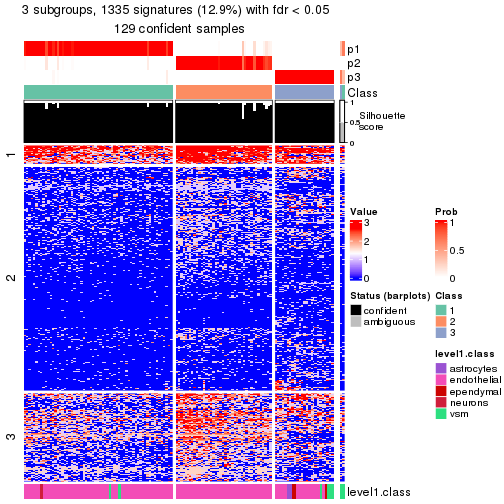 3 subgroups, 1335 signatures (12.9%) with fdr < 0.05
129 confident samples
p1
p2
p3
Class
1
0.5
0
Silhouette
score
1
2
3
level1.class
Value
3
2
1
0
Prob
1
0.5
0
Status (barplots)
confident
ambiguous
Class
1
2
3
level1.class
astrocytes
endothelial
ependymal
neurons
vsm